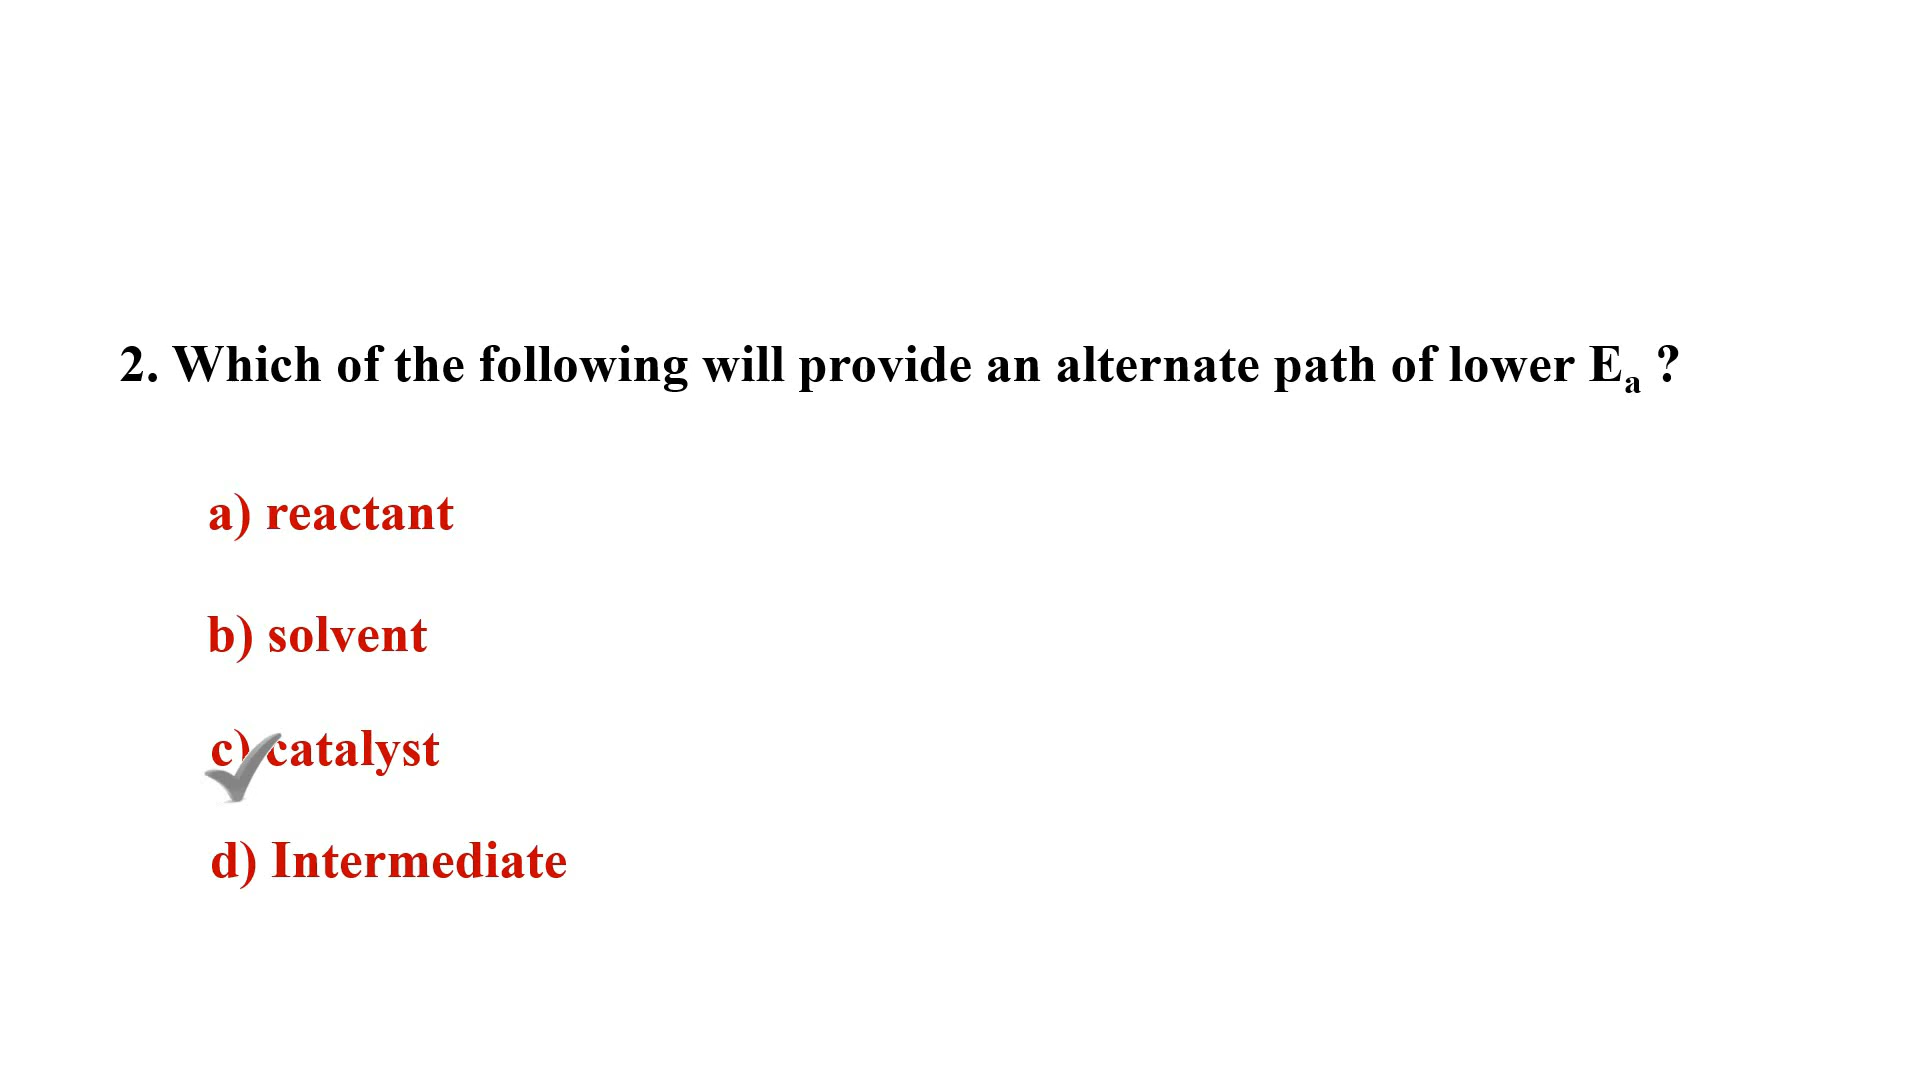 2. Which of the following will provide an alternate path of lower Eₐ ?
a) reactant
b) solvent
c) catalyst
d) Intermediate